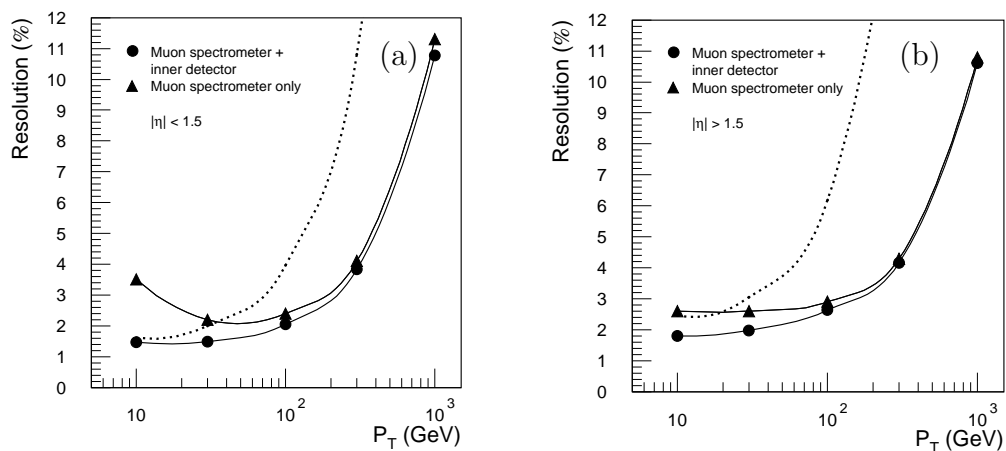 Resolution (%)
12
11
10
9
8
7
6
5
4
3
2
1
0
Muon spectrometer +
inner detector
Muon spectrometer only
|η| < 1.5
(a)
10
10²
10³
P_T (GeV)
Resolution (%)
12
11
10
9
8
7
6
5
4
3
2
1
0
Muon spectrometer +
inner detector
Muon spectrometer only
|η| > 1.5
(b)
10
10²
10³
P_T (GeV)